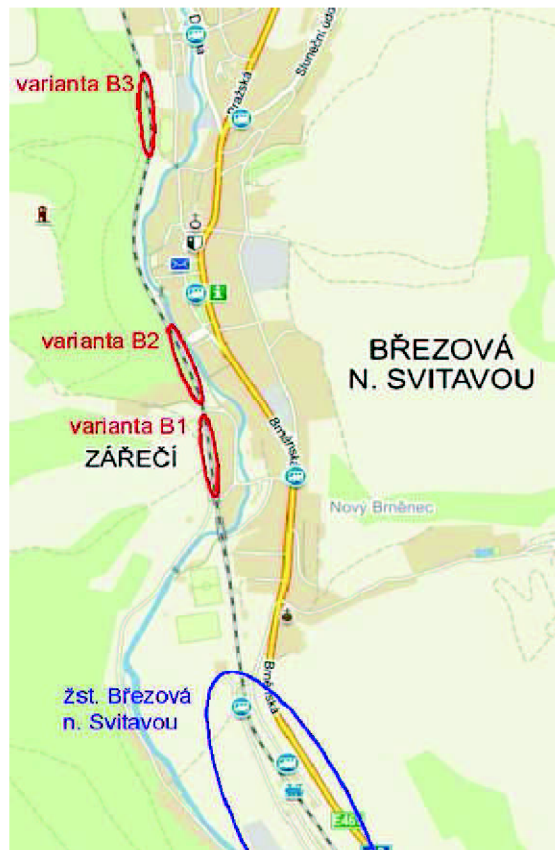 varianta B3
Pražská
varianta B2
BŘEZOVÁ
N. SVITAVOU
varianta B1
ZÁŘEČÍ
Brněnská
Nový Brněnec
Brněnská
žst. Březová
n. Svitavou